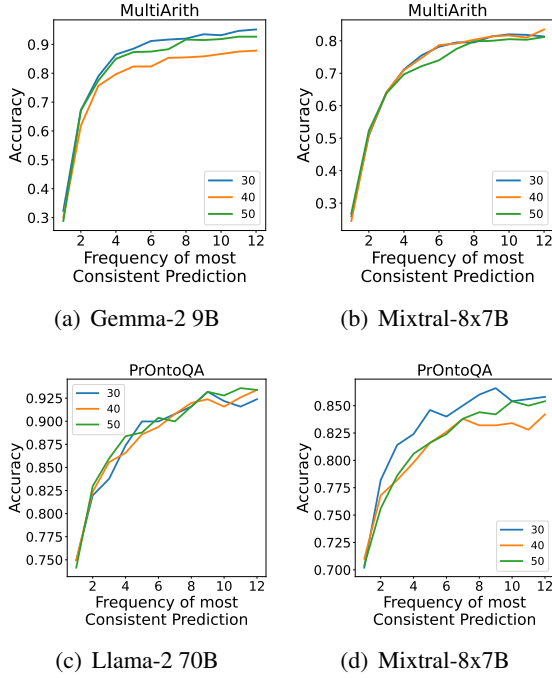 MultiArith
0.9
0.8
0.7
0.6
0.5
0.4
0.3
Accuracy
30
40
50
2 4 6 8 10 12
Frequency of most
Consistent Prediction
(a) Gemma-2 9B
MultiArith
0.8
0.7
0.6
0.5
0.4
0.3
Accuracy
30
40
50
2 4 6 8 10 12
Frequency of most
Consistent Prediction
(b) Mixtral-8x7B
PrOntoQA
0.925
0.900
0.875
0.850
0.825
0.800
0.775
0.750
Accuracy
30
40
50
2 4 6 8 10 12
Frequency of most
Consistent Prediction
(c) Llama-2 70B
PrOntoQA
0.850
0.825
0.800
0.775
0.750
0.725
0.700
Accuracy
30
40
50
2 4 6 8 10 12
Frequency of most
Consistent Prediction
(d) Mixtral-8x7B